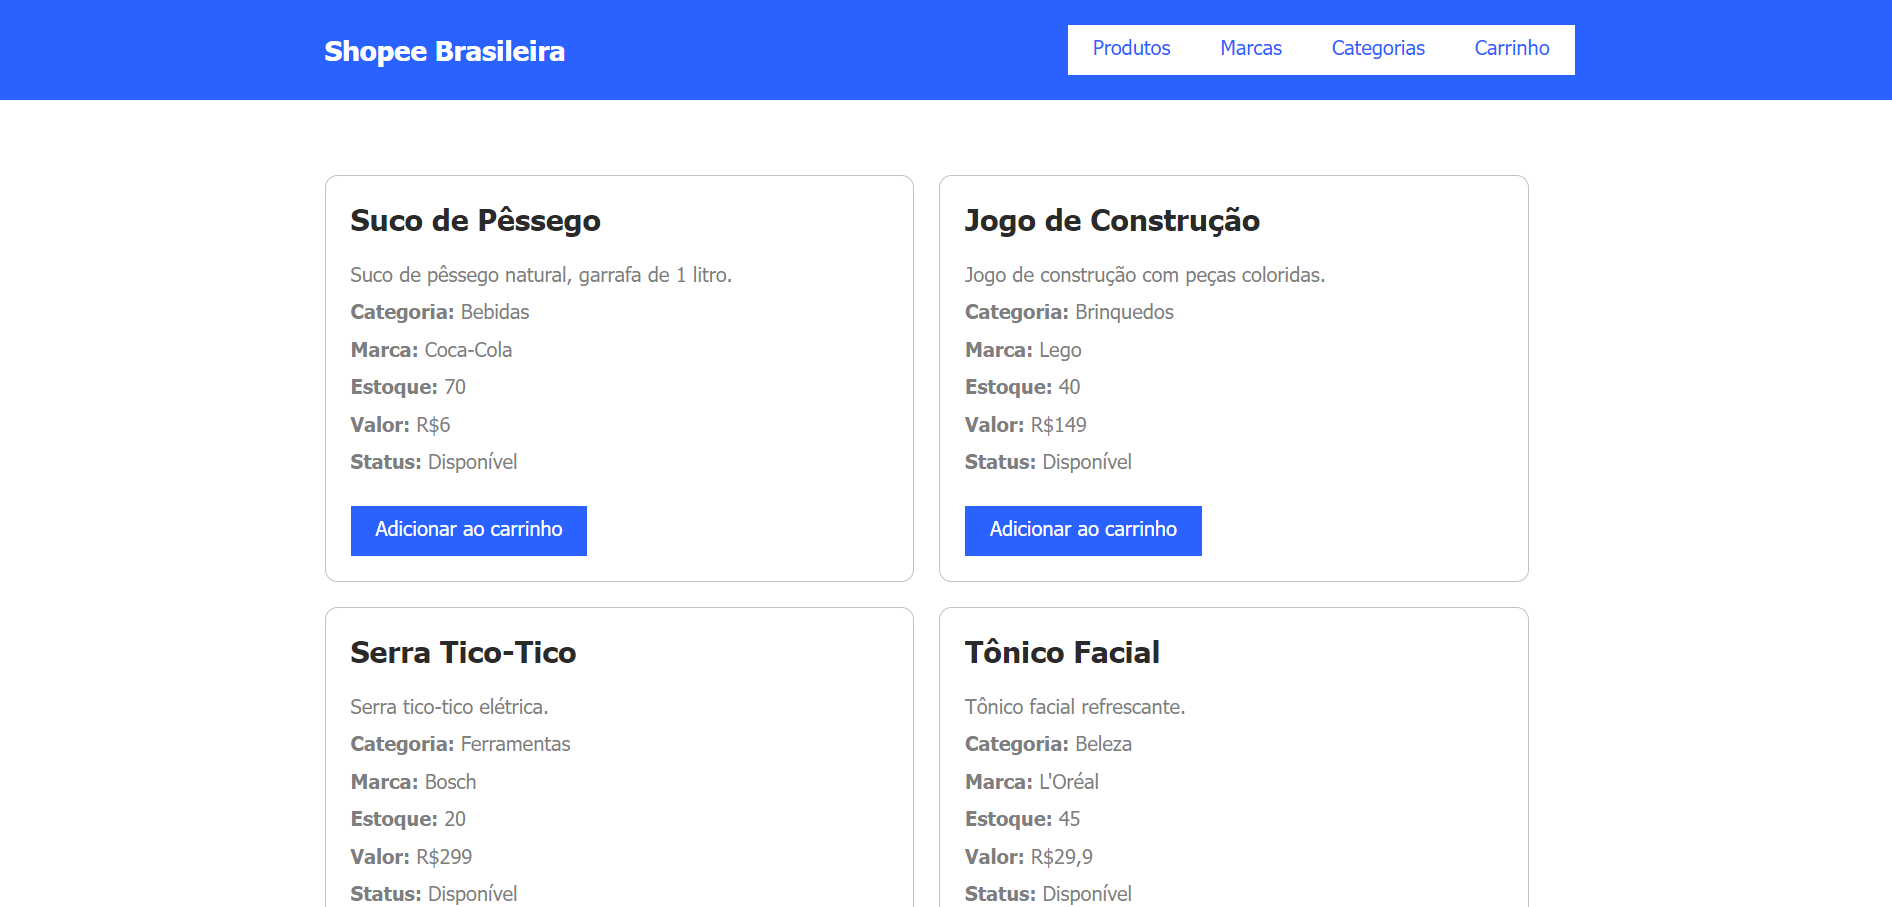 Shopee Brasileira
Produtos Marcas Categorias Carrinho
Suco de Pêssego
Suco de pêssego natural, garrafa de 1 litro.
Categoria: Bebidas
Marca: Coca-Cola
Estoque: 70
Valor: R$6
Status: Disponível
Adicionar ao carrinho
Jogo de Construção
Jogo de construção com peças coloridas.
Categoria: Brinquedos
Marca: Lego
Estoque: 40
Valor: R$149
Status: Disponível
Adicionar ao carrinho
Serra Tico-Tico
Serra tico-tico elétrica.
Categoria: Ferramentas
Marca: Bosch
Estoque: 20
Valor: R$299
Status: Disponível
Tônico Facial
Tônico facial refrescante.
Categoria: Beleza
Marca: L'Oréal
Estoque: 45
Valor: R$29,9
Status: Disponível